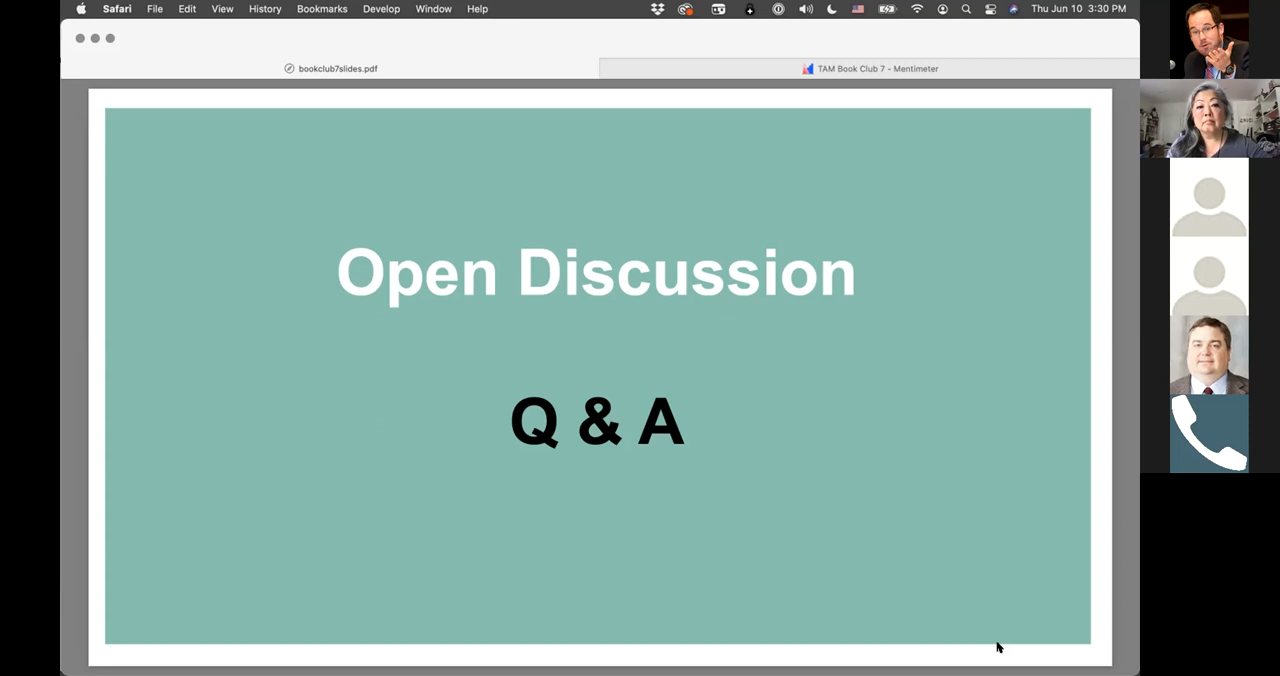 Safari File Edit View History Bookmarks Develop Window Help Thu Jun 10 3:30 PM
bookclub7slides.pdf
TAM Book Club 7 - Mentimeter
Open Discussion
Q & A